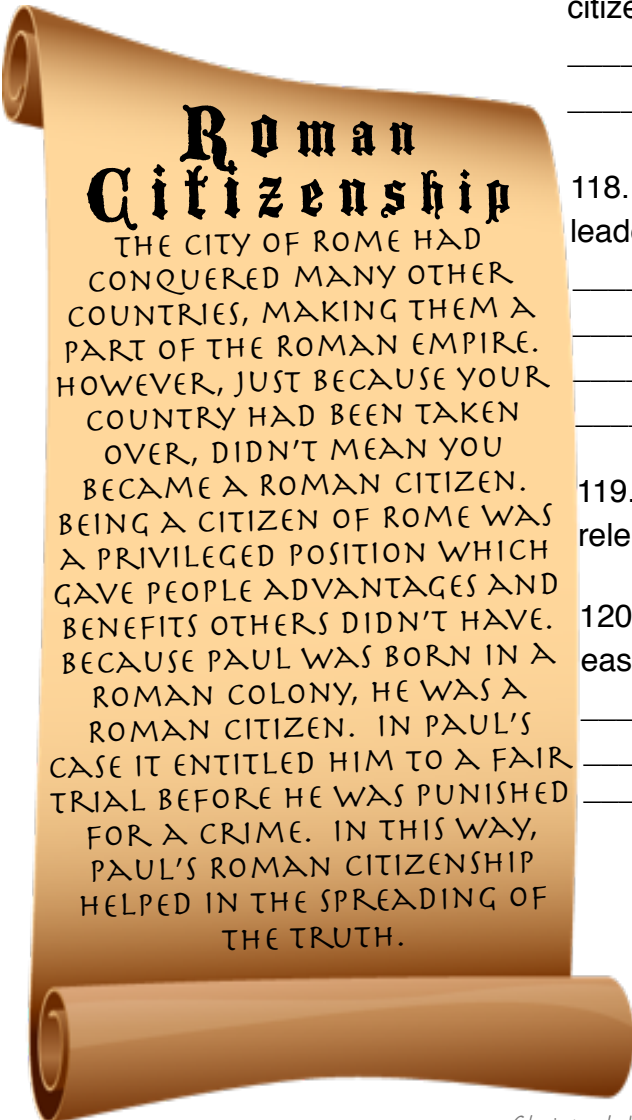 Roman
Citizenship
THE CITY OF ROME HAD
CONQUERED MANY OTHER
COUNTRIES, MAKING THEM A
PART OF THE ROMAN EMPIRE.
HOWEVER, JUST BECAUSE YOUR
COUNTRY HAD BEEN TAKEN
OVER, DIDN'T MEAN YOU
BECAME A ROMAN CITIZEN.
BEING A CITIZEN OF ROME WAS
A PRIVILEGED POSITION WHICH
GAVE PEOPLE ADVANTAGES AND
BENEFITS OTHERS DIDN'T HAVE.
BECAUSE PAUL WAS BORN IN A
ROMAN COLONY, HE WAS A
ROMAN CITIZEN. IN PAUL'S
CASE IT ENTITLED HIM TO A FAIR
TRIAL BEFORE HE WAS PUNISHED
FOR A CRIME. IN THIS WAY,
PAUL'S ROMAN CITIZENSHIP
HELPED IN THE SPREADING OF
THE TRUTH.
118.
119.
120